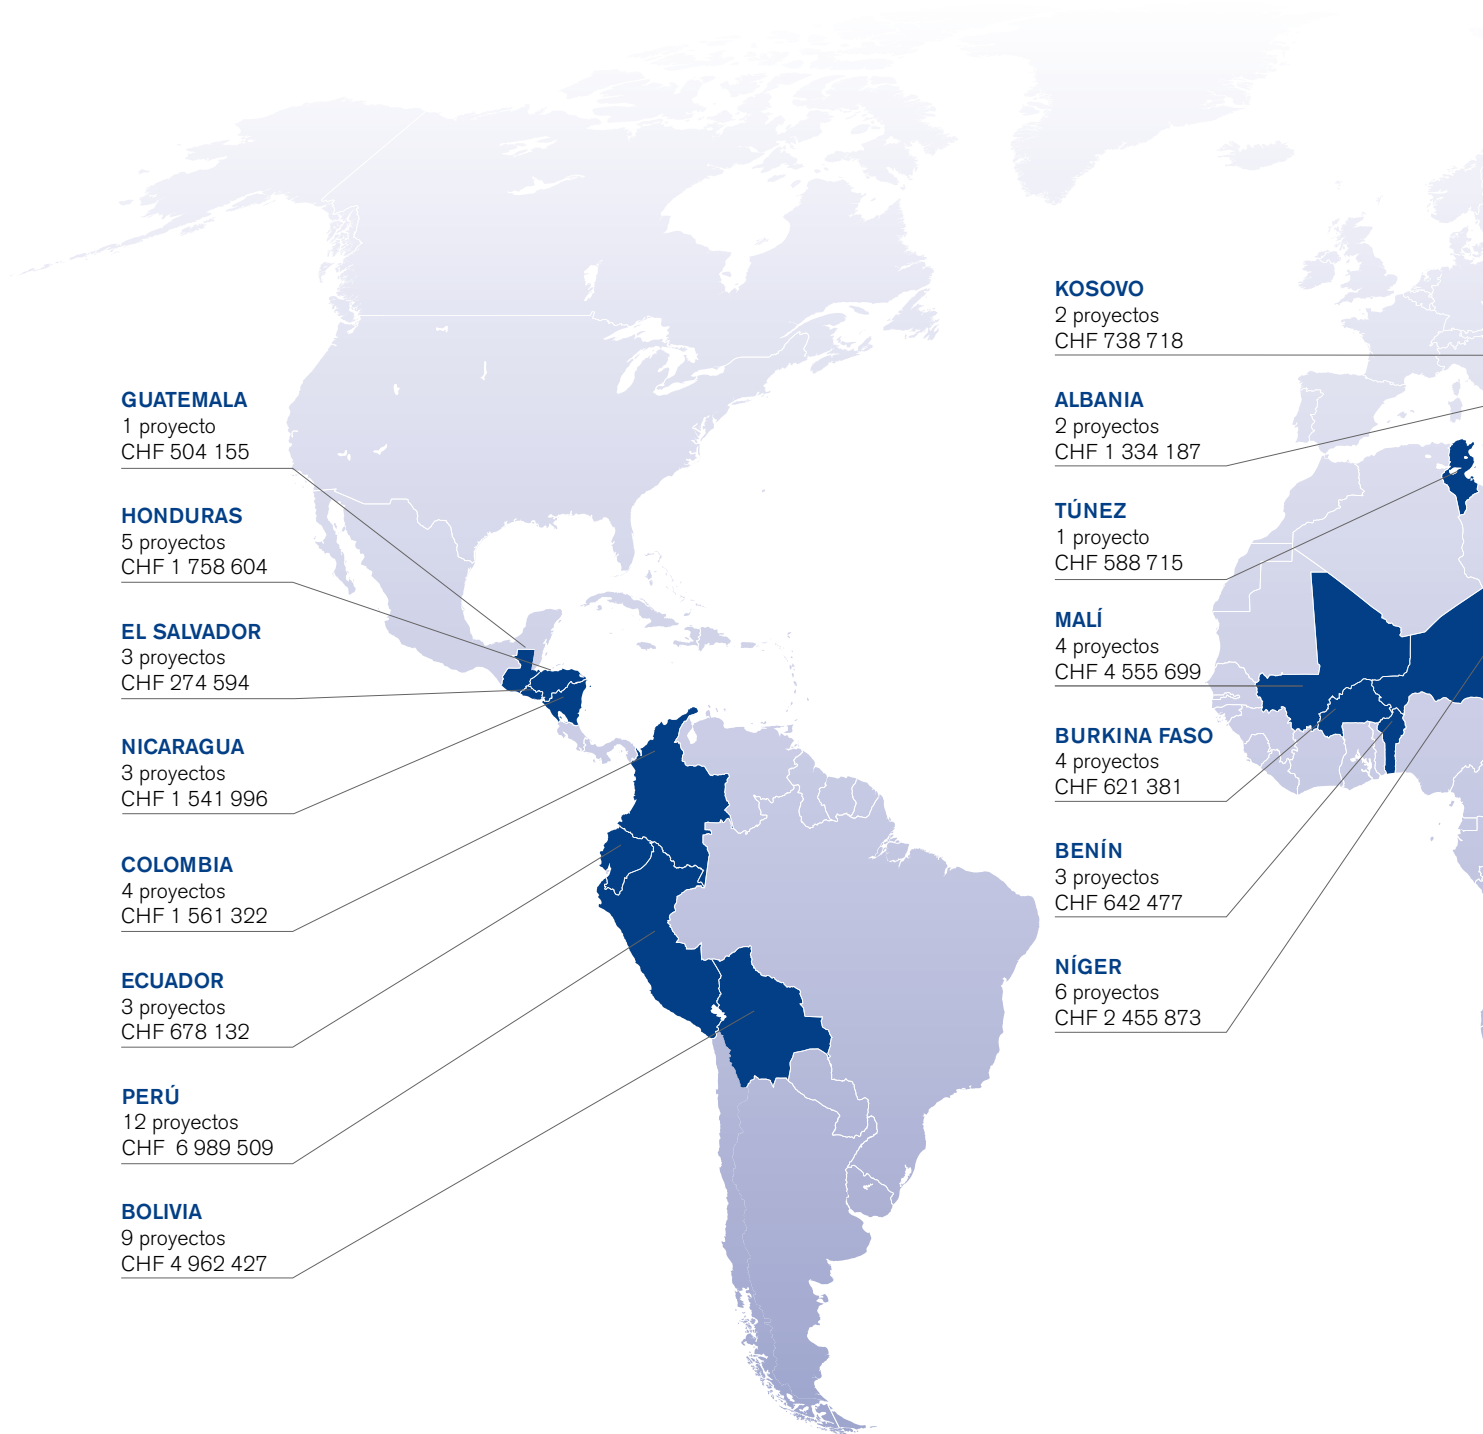 GUATEMALA
1 proyecto
CHF 504 155
HONDURAS
5 proyectos
CHF 1 758 604
EL SALVADOR
3 proyectos
CHF 274 594
NICARAGUA
3 proyectos
CHF 1 541 996
COLOMBIA
4 proyectos
CHF 1 561 322
ECUADOR
3 proyectos
CHF 678 132
PERÚ
12 proyectos
CHF 6 989 509
BOLIVIA
9 proyectos
CHF 4 962 427
KOSOVO
2 proyectos
CHF 738 718
ALBANIA
2 proyectos
CHF 1 334 187
TÚNEZ
1 proyecto
CHF 588 715
MALÍ
4 proyectos
CHF 4 555 699
BURKINA FASO
4 proyectos
CHF 621 381
BENÍN
3 proyectos
CHF 642 477
NÍGER
6 proyectos
CHF 2 455 873